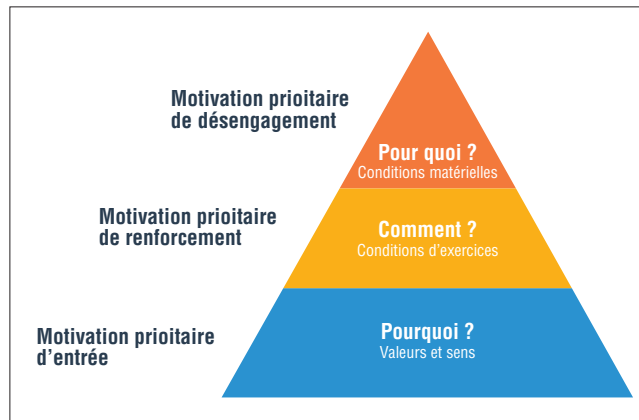 Motivation prioitaire
de désengagement
Pour quoi ?
Conditions matérielles
Motivation prioitaire
de renforcement
Comment ?
Conditions d'exercices
Motivation prioitaire
d'entrée
Pourquoi ?
Valeurs et sens